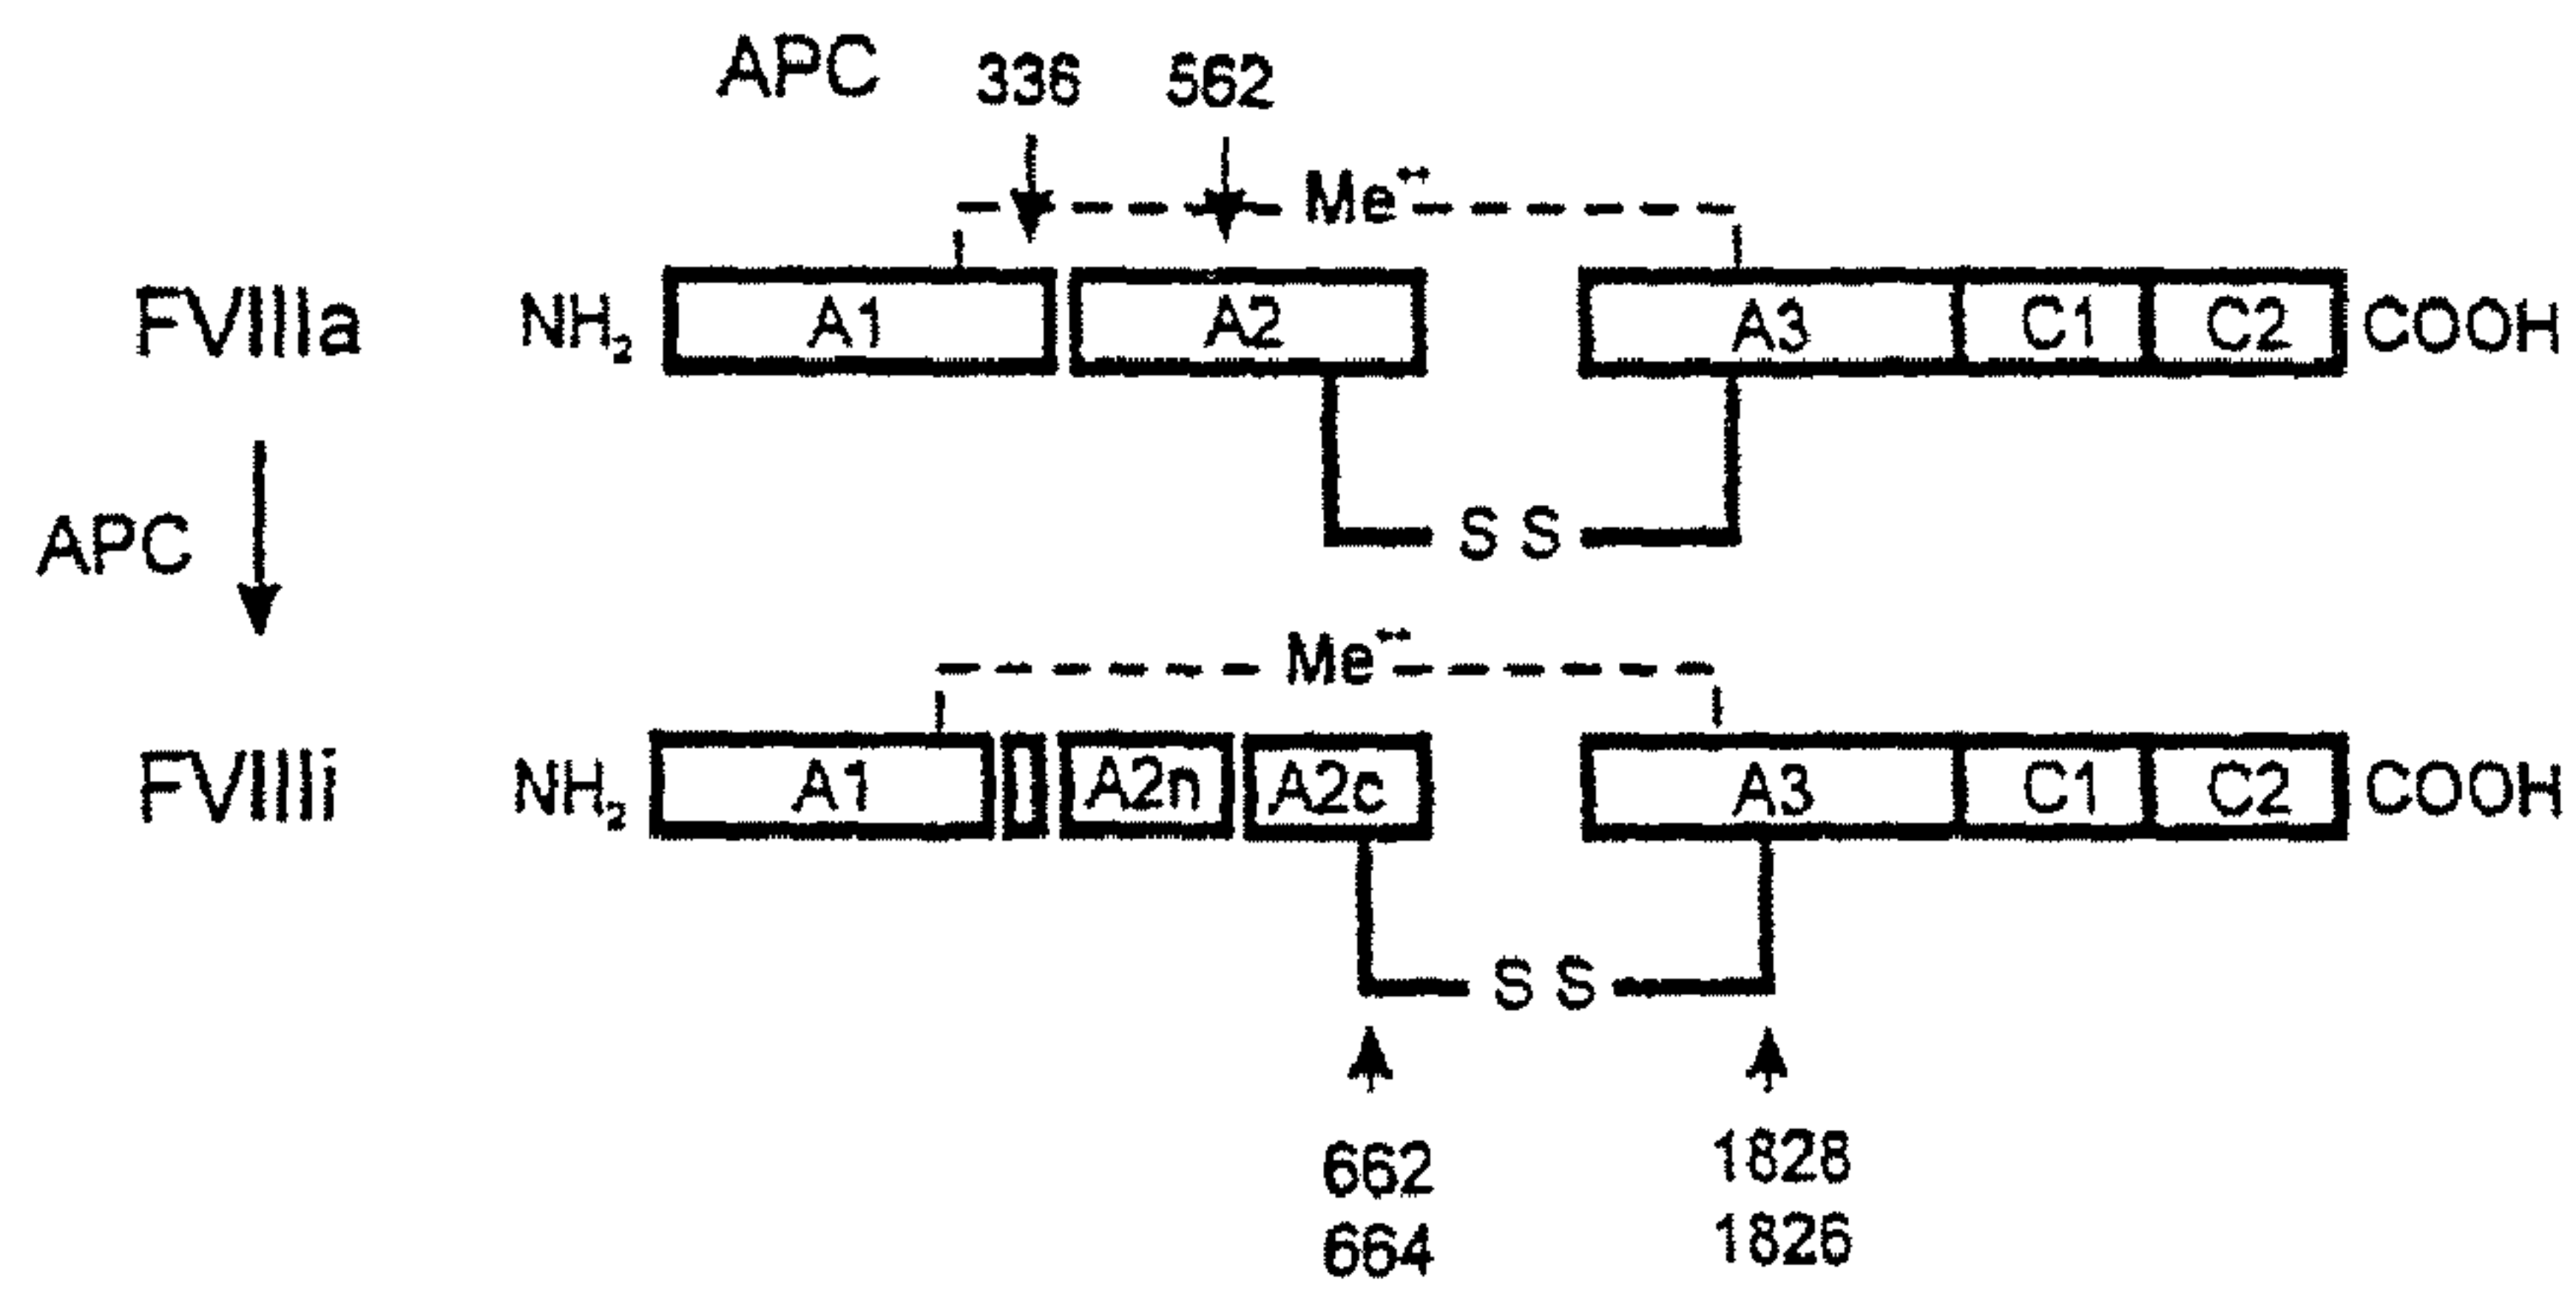 APC 336 562
Me++
FVIIIa NH2 A1 A2 A3 C1 C2 COOH
S S
APC
Me++
FVIIIi NH2 A1 A2n A2c A3 C1 C2 COOH
S S
662 1828
664 1826